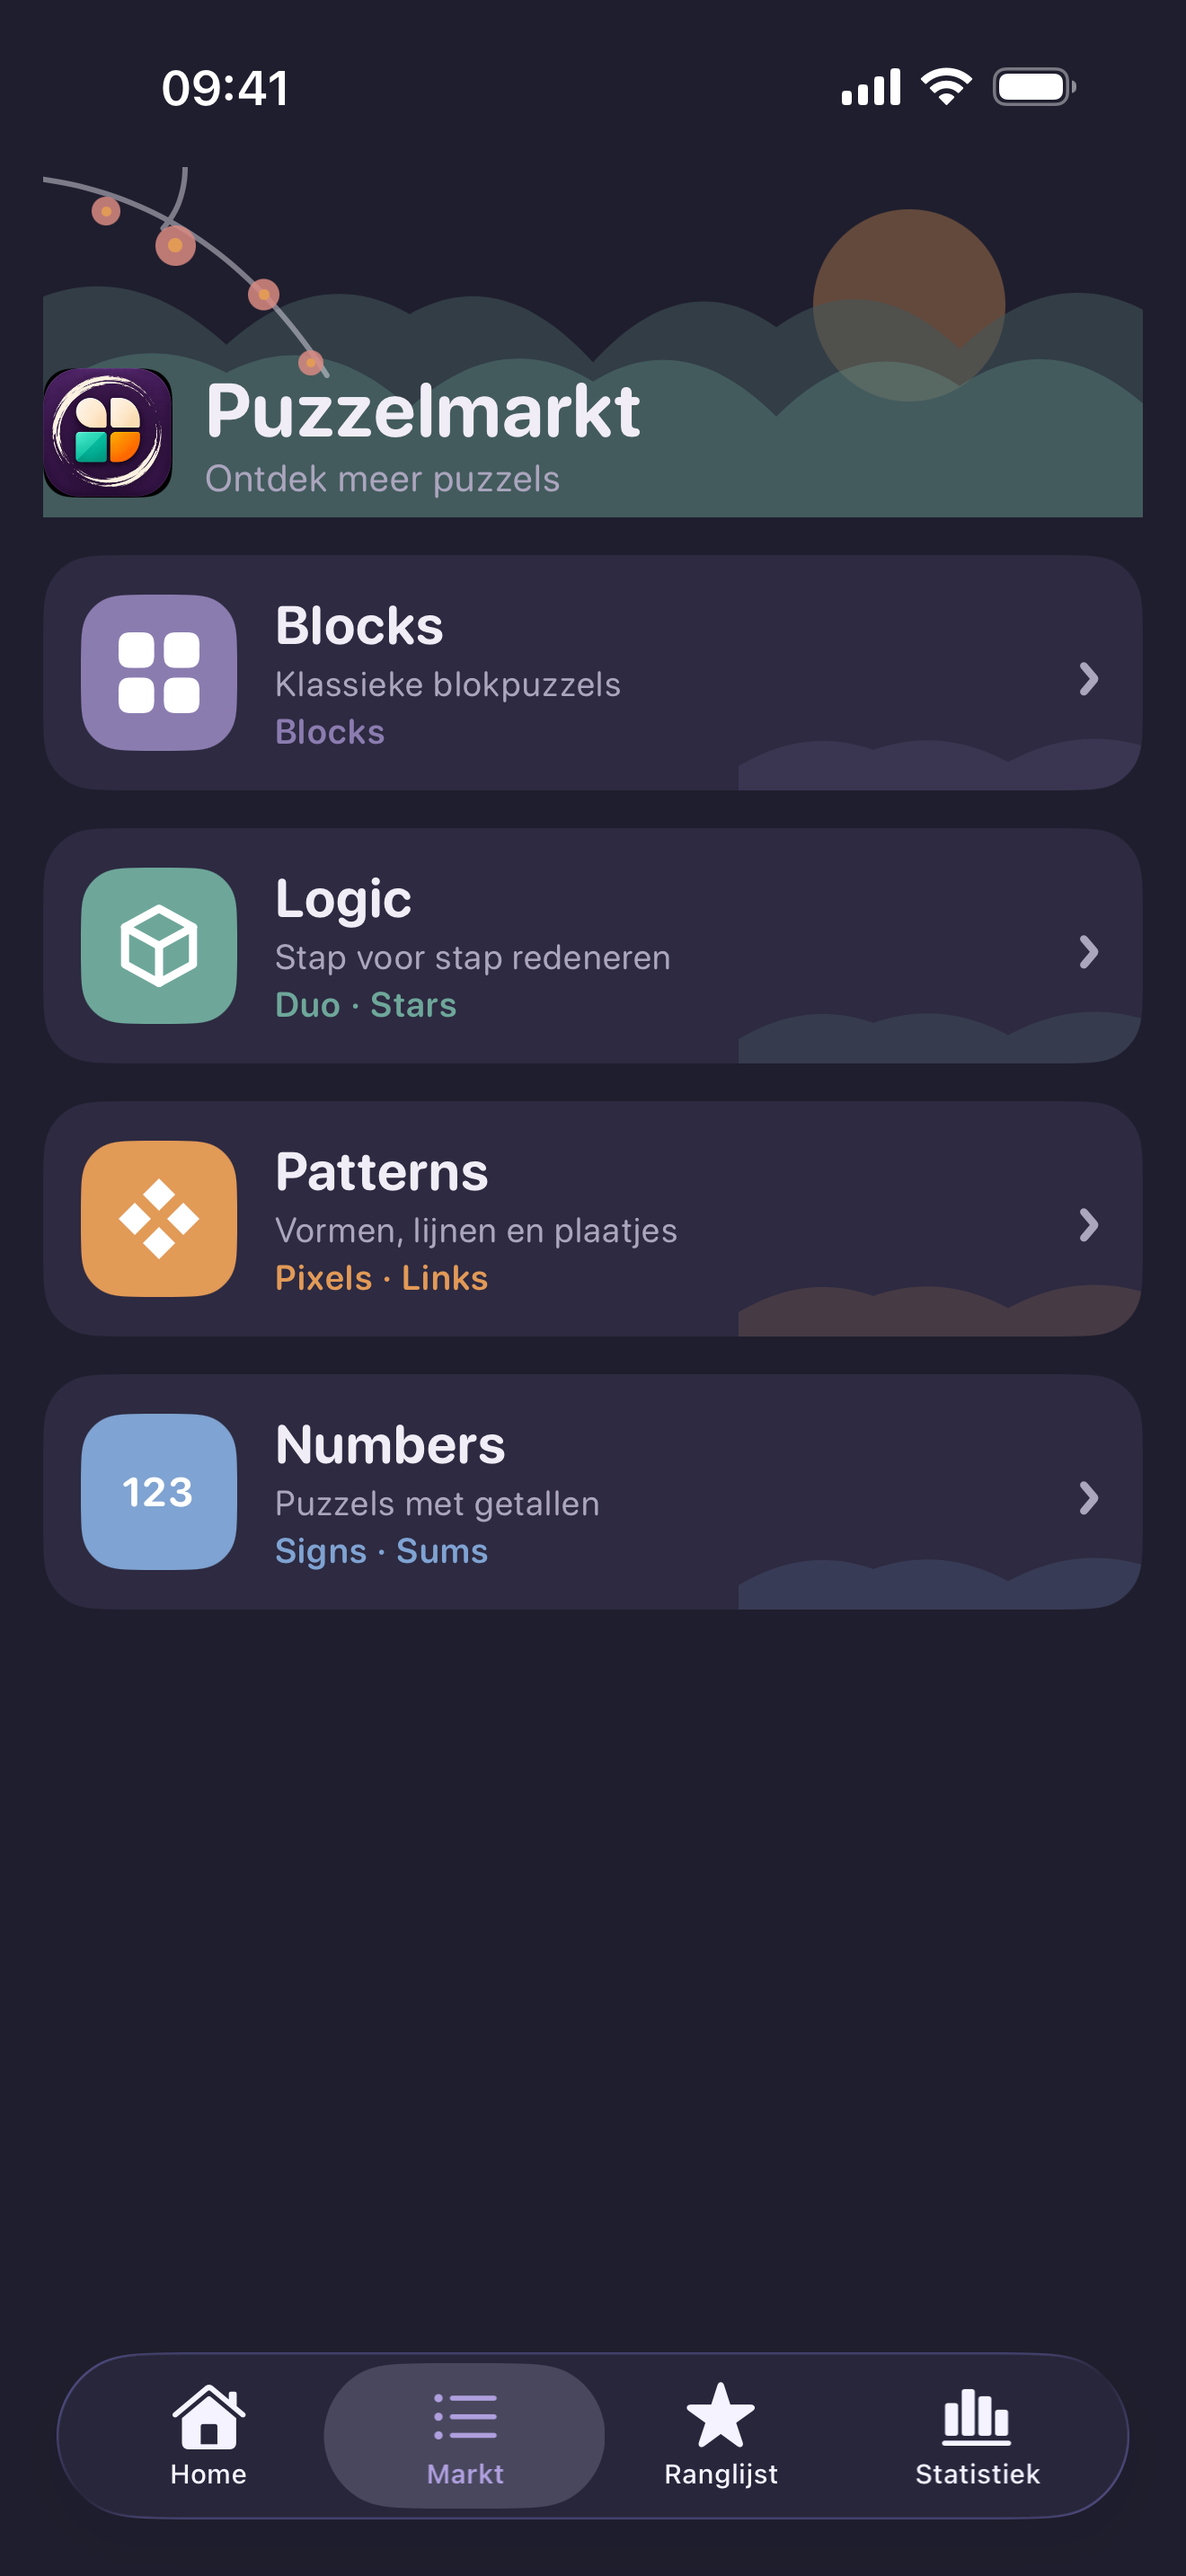 09:41
Puzzelmarkt
Ontdek meer puzzels
Blocks
Klassieke blokpuzzels
Blocks
Logic
Stap voor stap redeneren
Duo · Stars
Patterns
Vormen, lijnen en plaatjes
Pixels · Links
123
Numbers
Puzzels met getallen
Signs · Sums
Home
Markt
Ranglijst
Statistiek